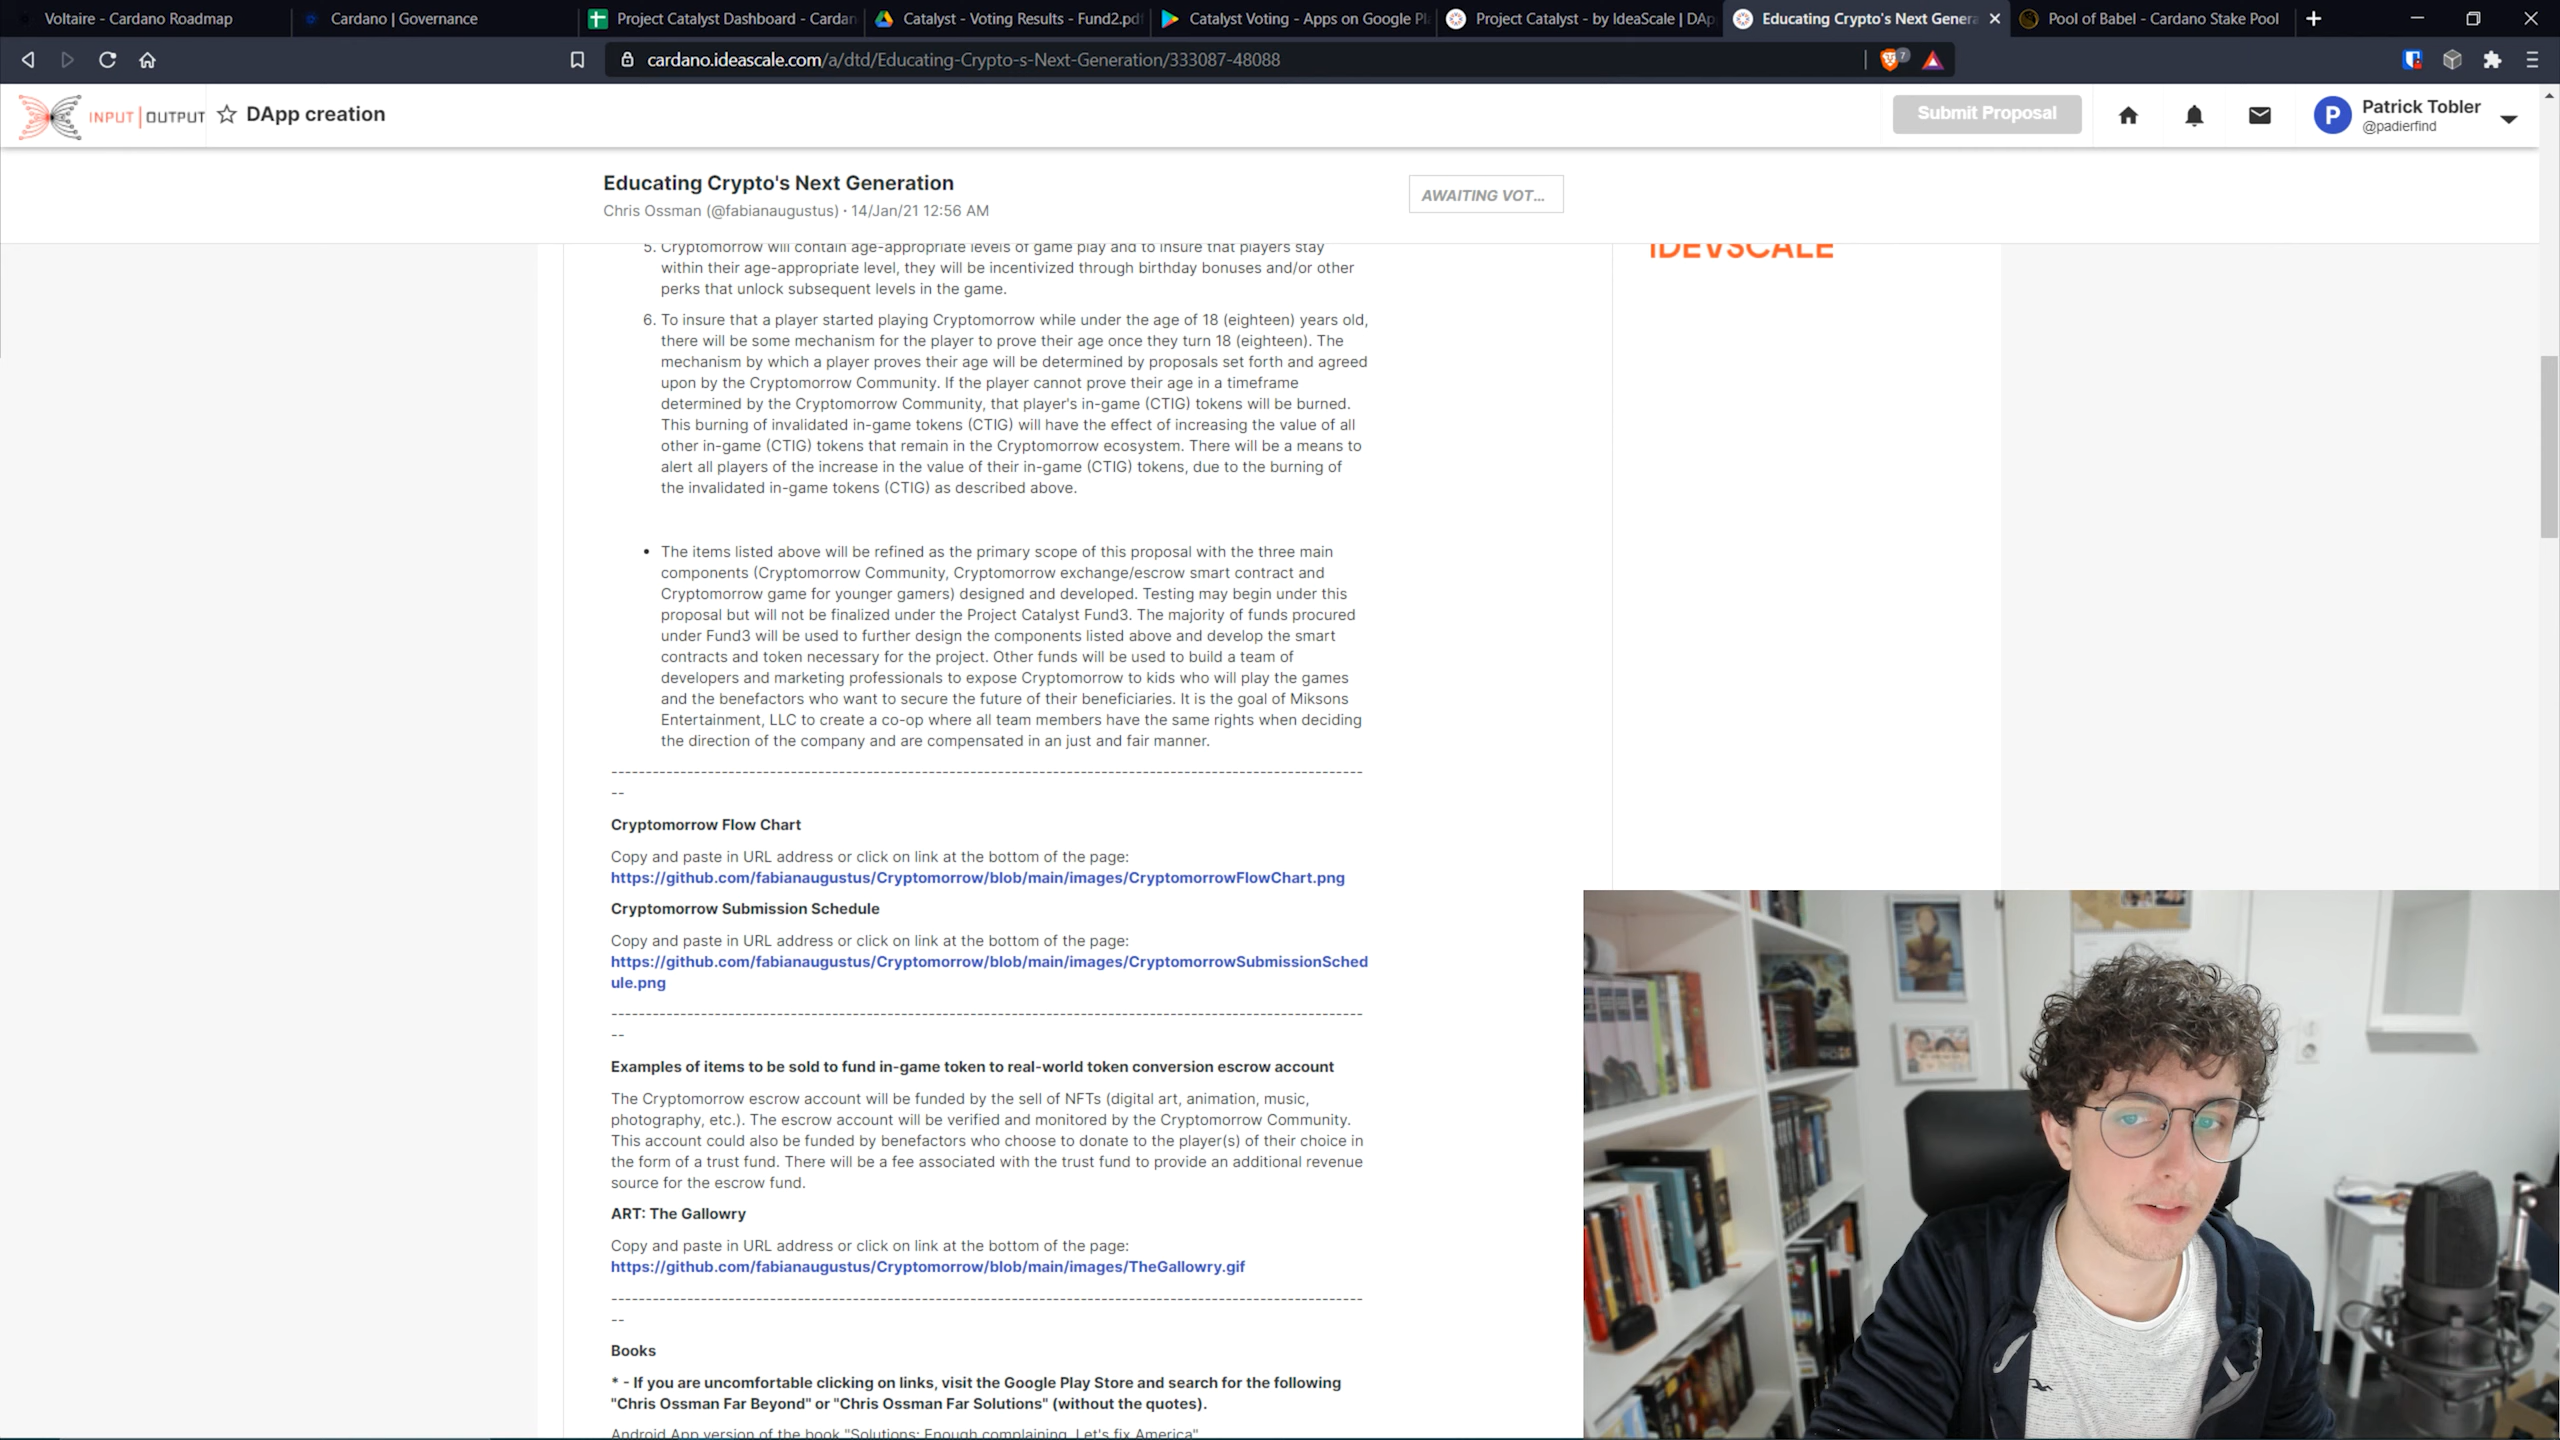 Voltaire - Cardano Roadmap
Cardano | Governance
Project Catalyst Dashboard - Cardan
Catalyst - Voting Results - Fund2.pdf
Catalyst Voting - Apps on Google Pl
Project Catalyst - by IdeaScale | DAp
Educating Crypto's Next Genera
Pool of Babel - Cardano Stake Pool
cardano.ideascale.com/a/dtd/Educating-Crypto-s-Next-Generation/333087-48088
7
INPUT | OUTPUT
DApp creation
Submit Proposal
P
Patrick Tobler
@padierfind
Educating Crypto's Next Generation
Chris Ossman (@fabianaugustus) · 14/Jan/21 12:56 AM
AWAITING VOT...
5. Cryptomorrow will contain age-appropriate levels of game play and to insure that players stay
within their age-appropriate level, they will be incentivized through birthday bonuses and/or other
perks that unlock subsequent levels in the game.
6. To insure that a player started playing Cryptomorrow while under the age of 18 (eighteen) years old,
there will be some mechanism for the player to prove their age once they turn 18 (eighteen). The
mechanism by which a player proves their age will be determined by proposals set forth and agreed
upon by the Cryptomorrow Community. If the player cannot prove their age in a timeframe
determined by the Cryptomorrow Community, that player's in-game (CTIG) tokens will be burned.
This burning of invalidated in-game tokens (CTIG) will have the effect of increasing the value of all
other in-game (CTIG) tokens that remain in the Cryptomorrow ecosystem. There will be a means to
alert all players of the increase in the value of their in-game (CTIG) tokens, due to the burning of
the invalidated in-game tokens (CTIG) as described above.
• The items listed above will be refined as the primary scope of this proposal with the three main
components (Cryptomorrow Community, Cryptomorrow exchange/escrow smart contract and
Cryptomorrow game for younger gamers) designed and developed. Testing may begin under this
proposal but will not be finalized under the Project Catalyst Fund3. The majority of funds procured
under Fund3 will be used to further design the components listed above and develop the smart
contracts and token necessary for the project. Other funds will be used to build a team of
developers and marketing professionals to expose Cryptomorrow to kids who will play the games
and the benefactors who want to secure the future of their beneficiaries. It is the goal of Miksons
Entertainment, LLC to create a co-op where all team members have the same rights when deciding
the direction of the company and are compensated in an just and fair manner.
--------------------------------------------------------------------------------------------------------------
--
Cryptomorrow Flow Chart
Copy and paste in URL address or click on link at the bottom of the page:
https://github.com/fabianaugustus/Cryptomorrow/blob/main/images/CryptomorrowFlowChart.png
Cryptomorrow Submission Schedule
Copy and paste in URL address or click on link at the bottom of the page:
https://github.com/fabianaugustus/Cryptomorrow/blob/main/images/CryptomorrowSubmissionSched
ule.png
--------------------------------------------------------------------------------------------------------------
--
Examples of items to be sold to fund in-game token to real-world token conversion escrow account
The Cryptomorrow escrow account will be funded by the sell of NFTs (digital art, animation, music,
photography, etc.). The escrow account will be verified and monitored by the Cryptomorrow Community.
This account could also be funded by benefactors who choose to donate to the player(s) of their choice in
the form of a trust fund. There will be a fee associated with the trust fund to provide an additional revenue
source for the escrow fund.
ART: The Gallowry
Copy and paste in URL address or click on link at the bottom of the page:
https://github.com/fabianaugustus/Cryptomorrow/blob/main/images/TheGallowry.gif
--------------------------------------------------------------------------------------------------------------
--
Books
* - If you are uncomfortable clicking on links, visit the Google Play Store and search for the following
"Chris Ossman Far Beyond" or "Chris Ossman Far Solutions" (without the quotes).
Android App version of the book "Solutions: Enough complaining, Let's fix America"